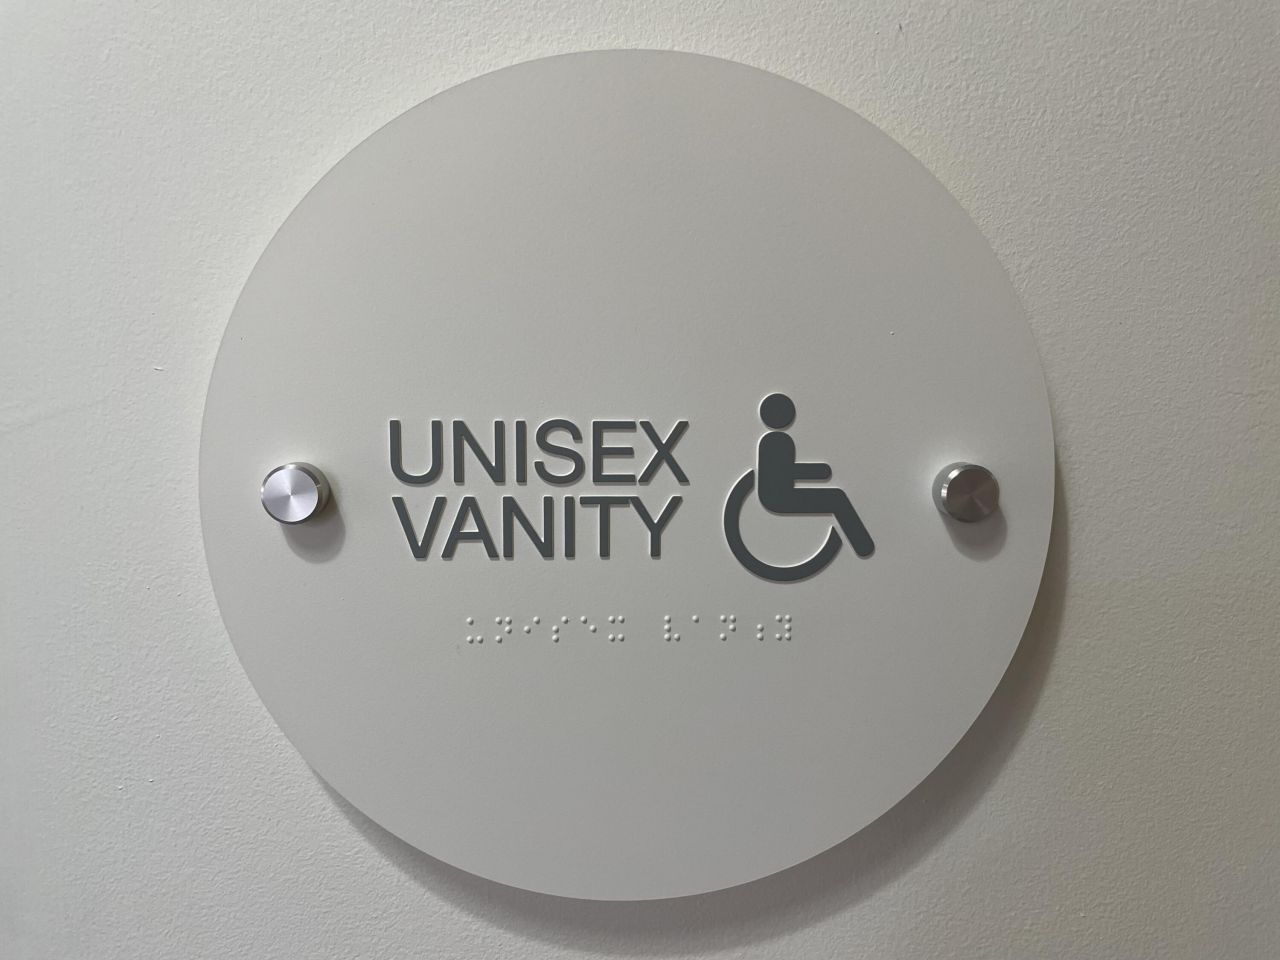 UNISEX
VANITY
⠥⠝⠊⠎⠑⠭ ⠧⠁⠝⠰⠽